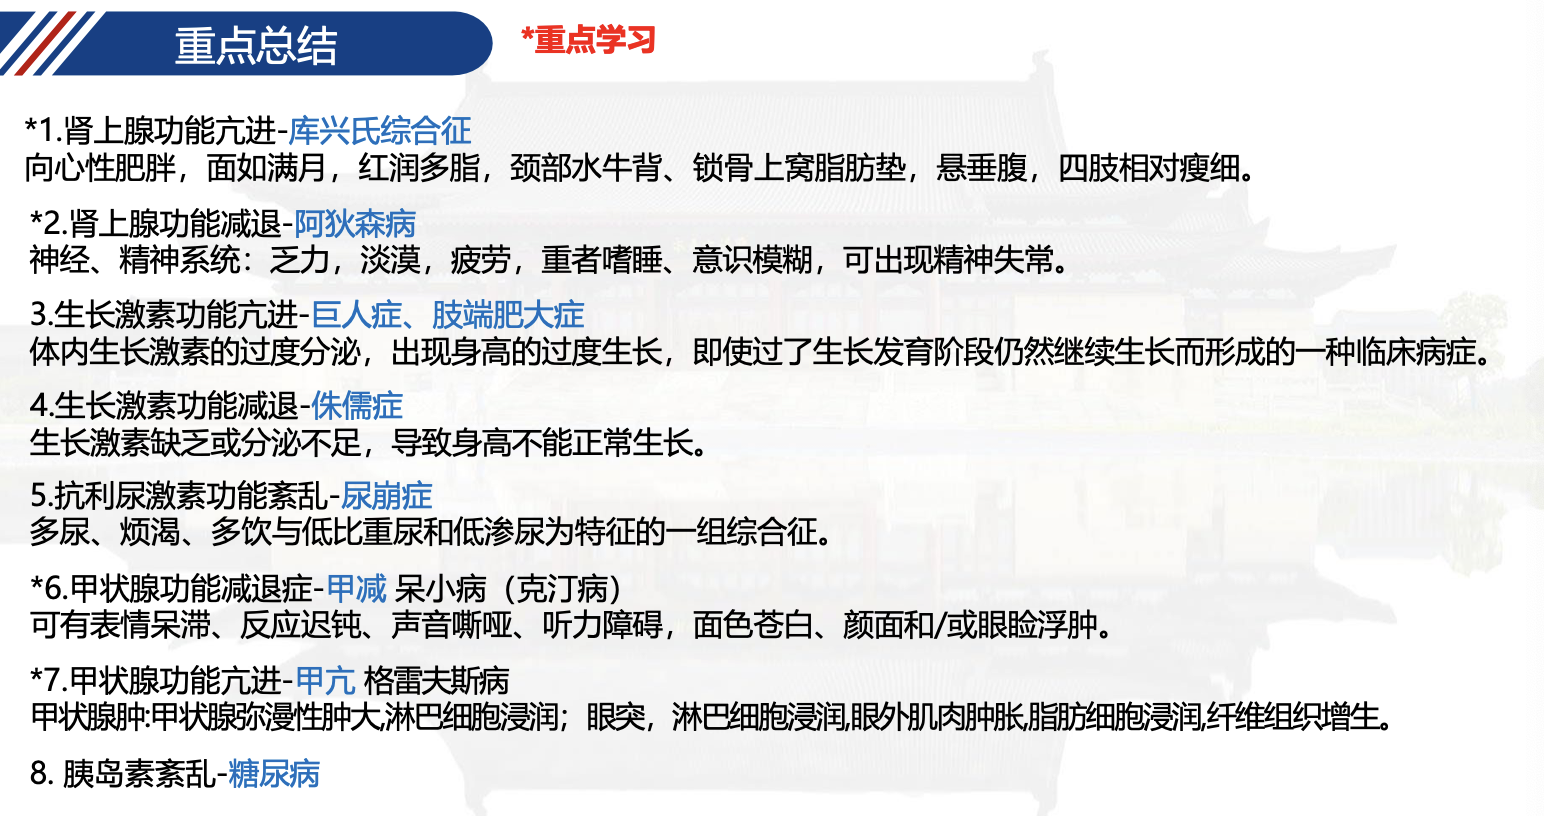 重点总结
*重点学习
*1.肾上腺功能亢进-库兴氏综合征
向心性肥胖，面如满月，红润多脂，颈部水牛背、锁骨上窝脂肪垫，悬垂腹，四肢相对瘦细。
*2.肾上腺功能减退-阿狄森病
神经、精神系统：乏力，淡漠，疲劳，重者嗜睡、意识模糊，可出现精神失常。
3.生长激素功能亢进-巨人症、肢端肥大症
体内生长激素的过度分泌，出现身高的过度生长，即使过了生长发育阶段仍然继续生长而形成的一种临床病症。
4.生长激素功能减退-侏儒症
生长激素缺乏或分泌不足，导致身高不能正常生长。
5.抗利尿激素功能紊乱-尿崩症
多尿、烦渴、多饮与低比重尿和低渗尿为特征的一组综合征。
*6.甲状腺功能减退症-甲减 呆小病（克汀病）
可有表情呆滞、反应迟钝、声音嘶哑、听力障碍，面色苍白、颜面和/或眼睑浮肿。
*7.甲状腺功能亢进-甲亢 格雷夫斯病
甲状腺肿:甲状腺弥漫性肿大,淋巴细胞浸润；眼突，淋巴细胞浸润,眼外肌肉肿胀,脂肪细胞浸润,纤维组织增生。
8. 胰岛素紊乱-糖尿病